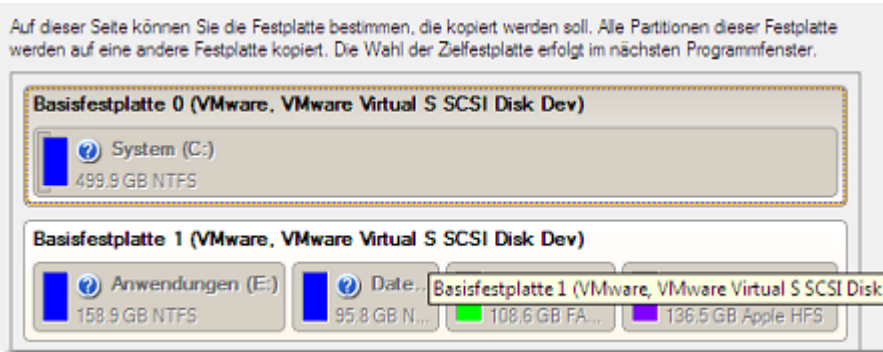 Auf dieser Seite können Sie die Festplatte bestimmen, die kopiert werden soll. Alle Partitionen dieser Festplatte
werden auf eine andere Festplatte kopiert. Die Wahl der Zielfestplatte erfolgt im nächsten Programmfenster.
Basisfestplatte 0 (VMware, VMware Virtual S SCSI Disk Dev)
System (C:)
499.9 GB NTFS
Basisfestplatte 1 (VMware, VMware Virtual S SCSI Disk Dev)
Anwendungen (E:) Date... Basisfestplatte 1 (VMware, VMware Virtual S SCSI Disk
158.9 GB NTFS 95.8 GB N... 108.6 GB FA... 136.5 GB Apple HFS